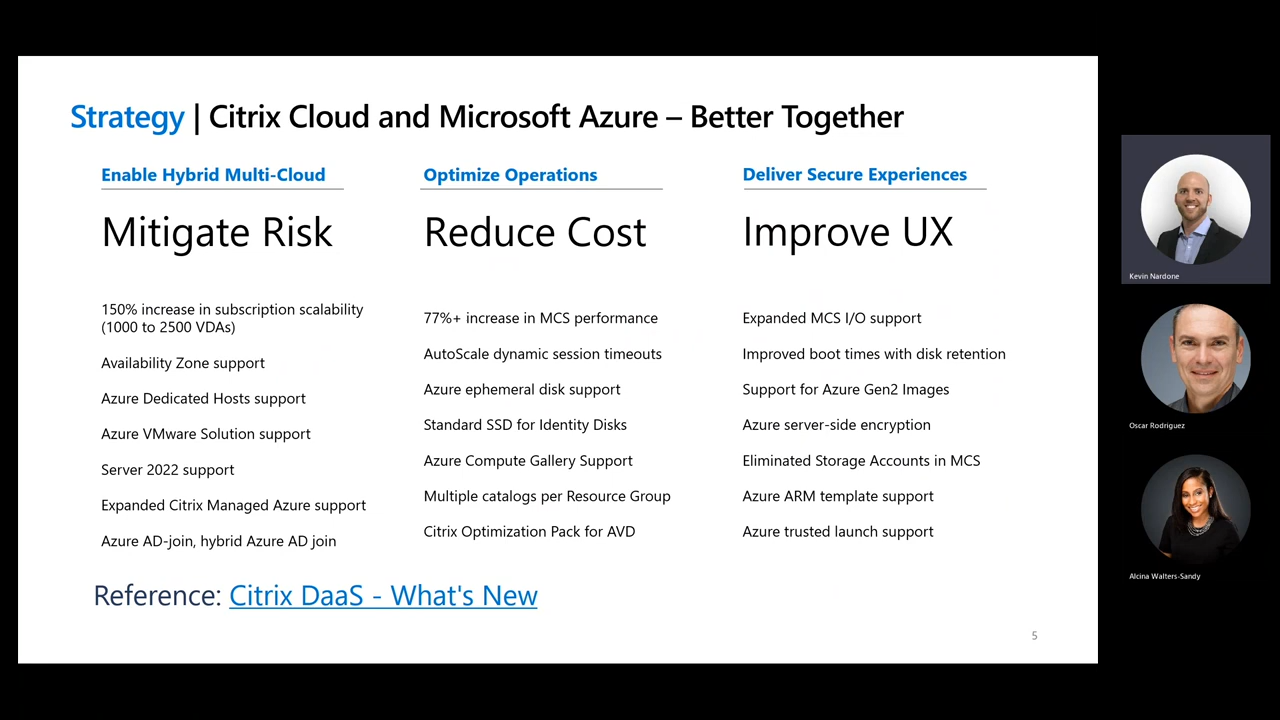 Strategy | Citrix Cloud and Microsoft Azure – Better Together
Enable Hybrid Multi-Cloud
Mitigate Risk
150% increase in subscription scalability
(1000 to 2500 VDAs)
Availability Zone support
Azure Dedicated Hosts support
Azure VMware Solution support
Server 2022 support
Expanded Citrix Managed Azure support
Azure AD-join, hybrid Azure AD join
Optimize Operations
Reduce Cost
77%+ increase in MCS performance
AutoScale dynamic session timeouts
Azure ephemeral disk support
Standard SSD for Identity Disks
Azure Compute Gallery Support
Multiple catalogs per Resource Group
Citrix Optimization Pack for AVD
Deliver Secure Experiences
Improve UX
Expanded MCS I/O support
Improved boot times with disk retention
Support for Azure Gen2 Images
Azure server-side encryption
Eliminated Storage Accounts in MCS
Azure ARM template support
Azure trusted launch support
Reference: Citrix DaaS - What's New
5
Kevin Nardone
Oscar Rodriguez
Alcina Walters-Sandy